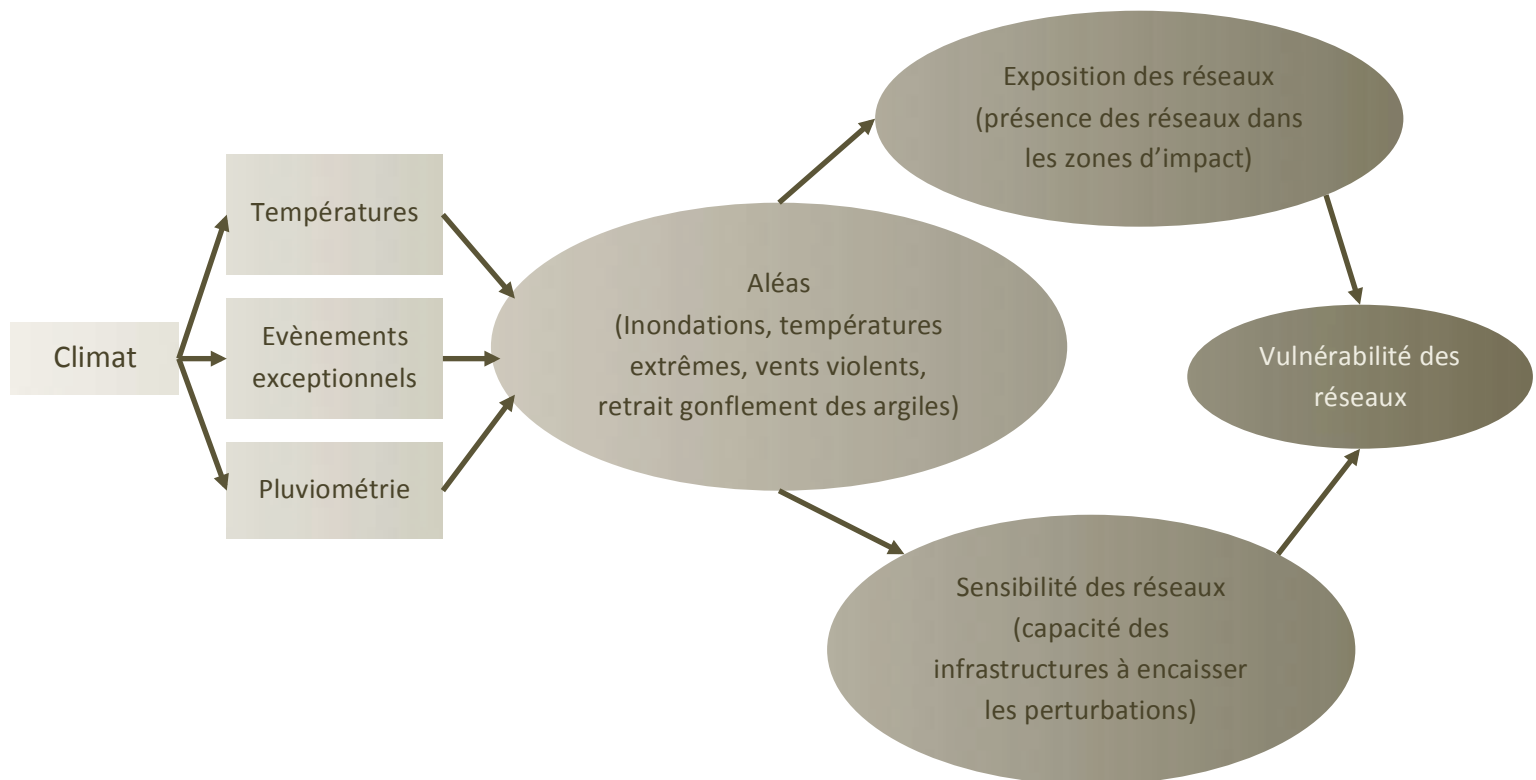 Climat
Températures
Evènements
exceptionnels
Pluviométrie
Aléas
(Inondations, températures
extrêmes, vents violents,
retrait gonflement des argiles)
Exposition des réseaux
(présence des réseaux dans
les zones d’impact)
Sensibilité des réseaux
(capacité des
infrastructures à encaisser
les perturbations)
Vulnérabilité des
réseaux